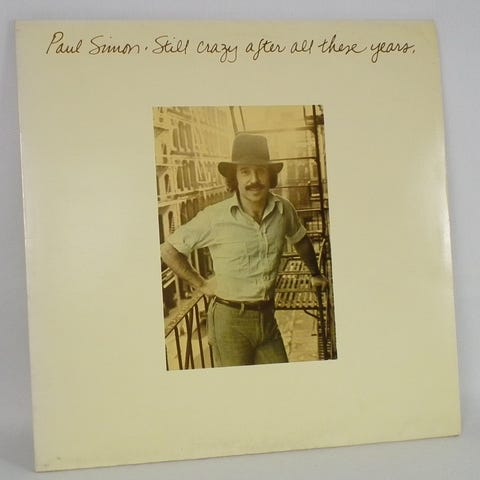 Paul Simon · Still crazy after all these years.